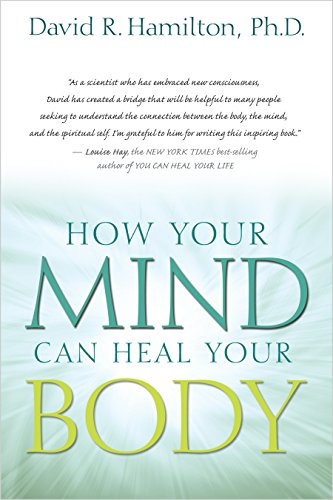 David R. Hamilton, Ph.D.
"As a scientist who has embraced new consciousness,
David has created a bridge that will be helpful to many people
seeking to understand the connection between the body, the mind,
and the spiritual self. I'm grateful to him for writing this inspiring book."
— Louise Hay, the NEW YORK TIMES best-selling
author of YOU CAN HEAL YOUR LIFE
HOW YOUR
MIND
CAN HEAL YOUR
BODY